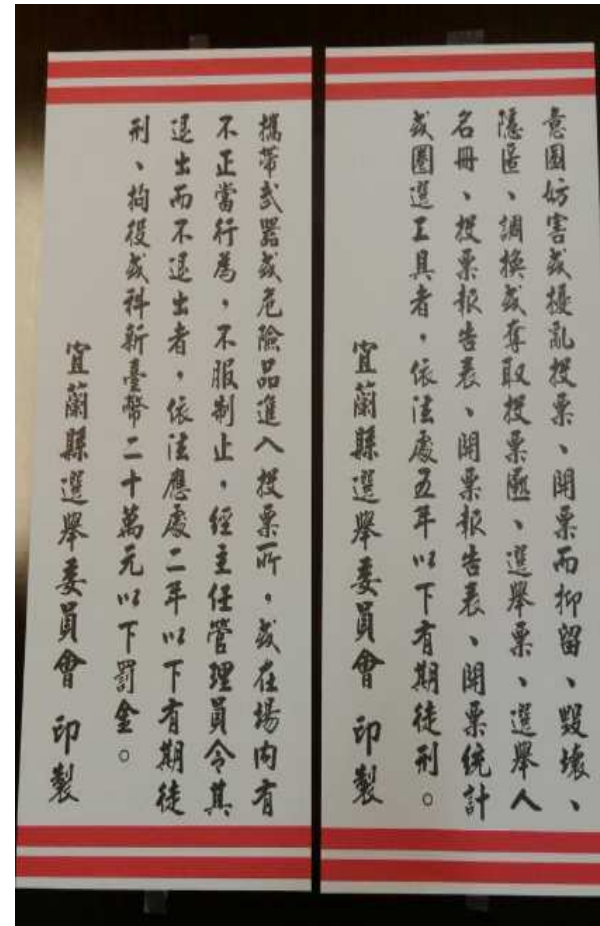 意圖妨害或擾亂投票、開票而抑留、毀壞、
隱匿、調換或奪取投票匭、選舉票、選舉人
名冊、投票報告表、開票報告表、開票統計
或圈選工具者，依法處五年以下有期徒刑。
宜蘭縣選舉委員會 印製
攜帶武器或危險品進入投票所，或在場內有
不正當行為，不服制止，經主任管理員令其
退出而不退出者，依法應處二年以下有期徒
刑、拘役或科新臺幣二十萬元以下罰金。
宜蘭縣選舉委員會 印製